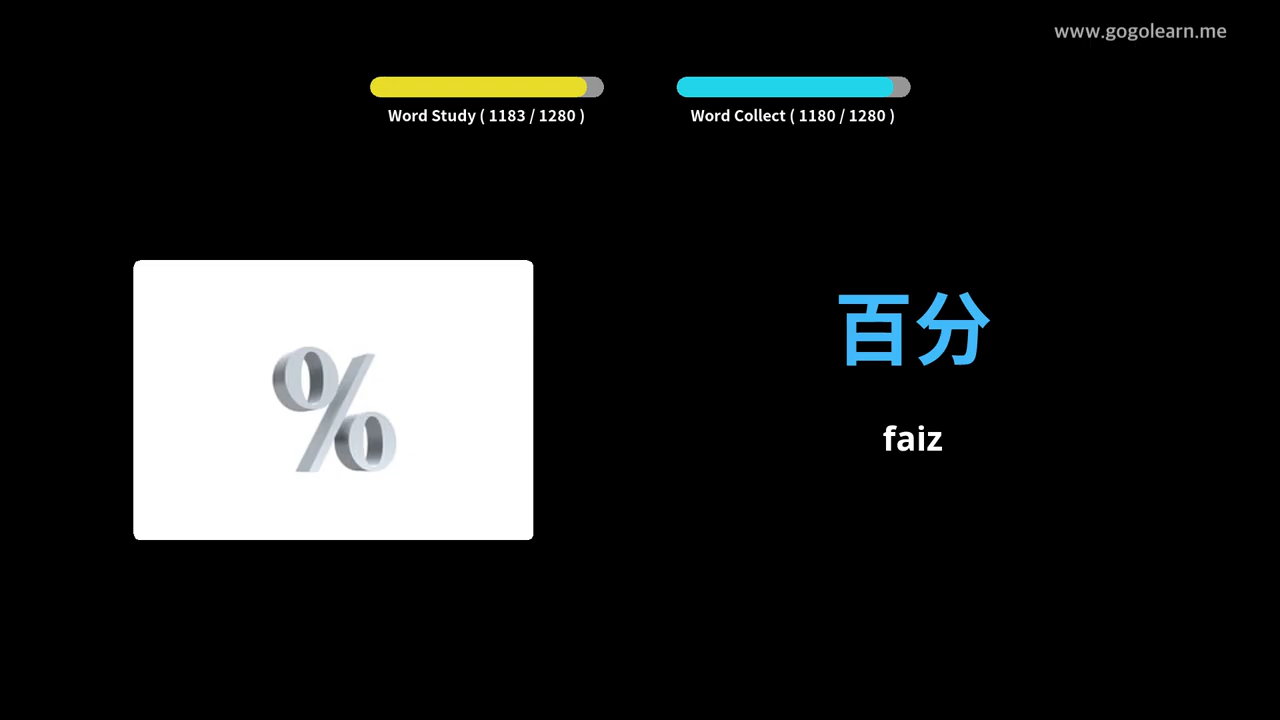 www.gogolearn.me
Word Study ( 1183 / 1280 )
Word Collect ( 1180 / 1280 )
%
百分
faiz